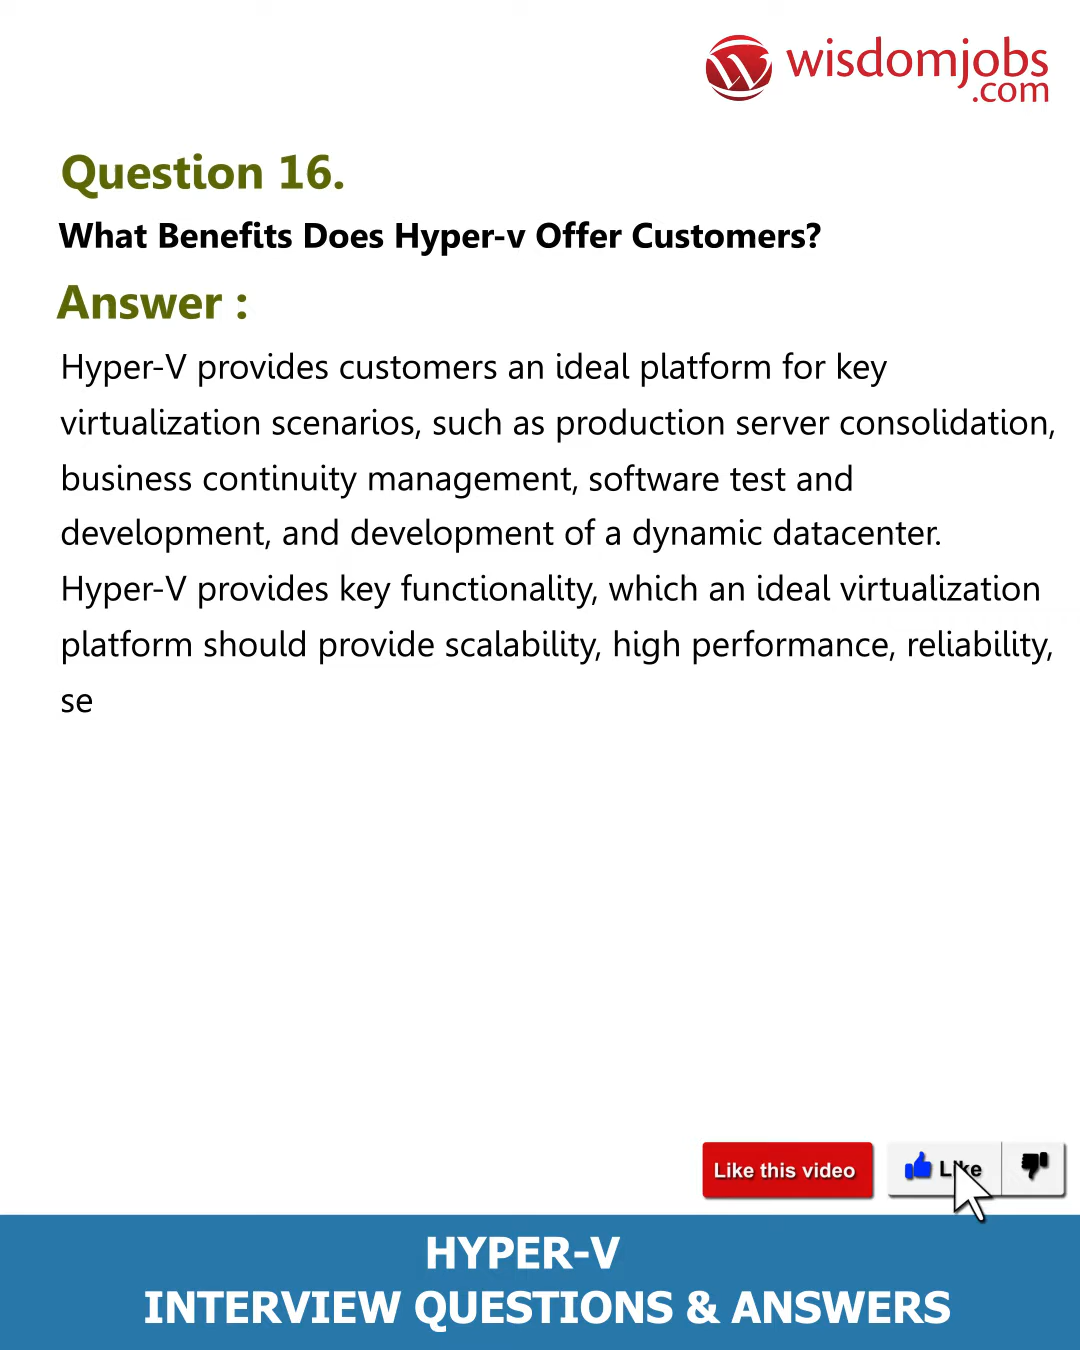 wisdomjobs
.com
Question 16.
What Benefits Does Hyper-v Offer Customers?
Answer :
Hyper-V provides customers an ideal platform for key
virtualization scenarios, such as production server consolidation,
business continuity management, software test and
development, and development of a dynamic datacenter.
Hyper-V provides key functionality, which an ideal virtualization
platform should provide scalability, high performance, reliability,
se
Like this video
Like
HYPER-V
INTERVIEW QUESTIONS & ANSWERS